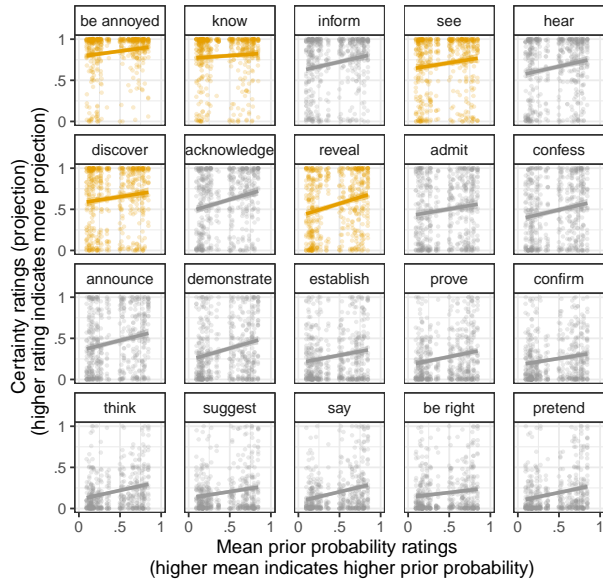 be annoyed know inform see hear
1
.5
0
discover acknowledge reveal admit confess
1
.5
0
announce demonstrate establish prove confirm
1
.5
0
think suggest say be right pretend
1
.5
0
0 .5 1 0 .5 1 0 .5 1 0 .5 1 0 .5 1
Certainty ratings (projection)
(higher rating indicates more projection)
Mean prior probability ratings
(higher mean indicates higher prior probability)